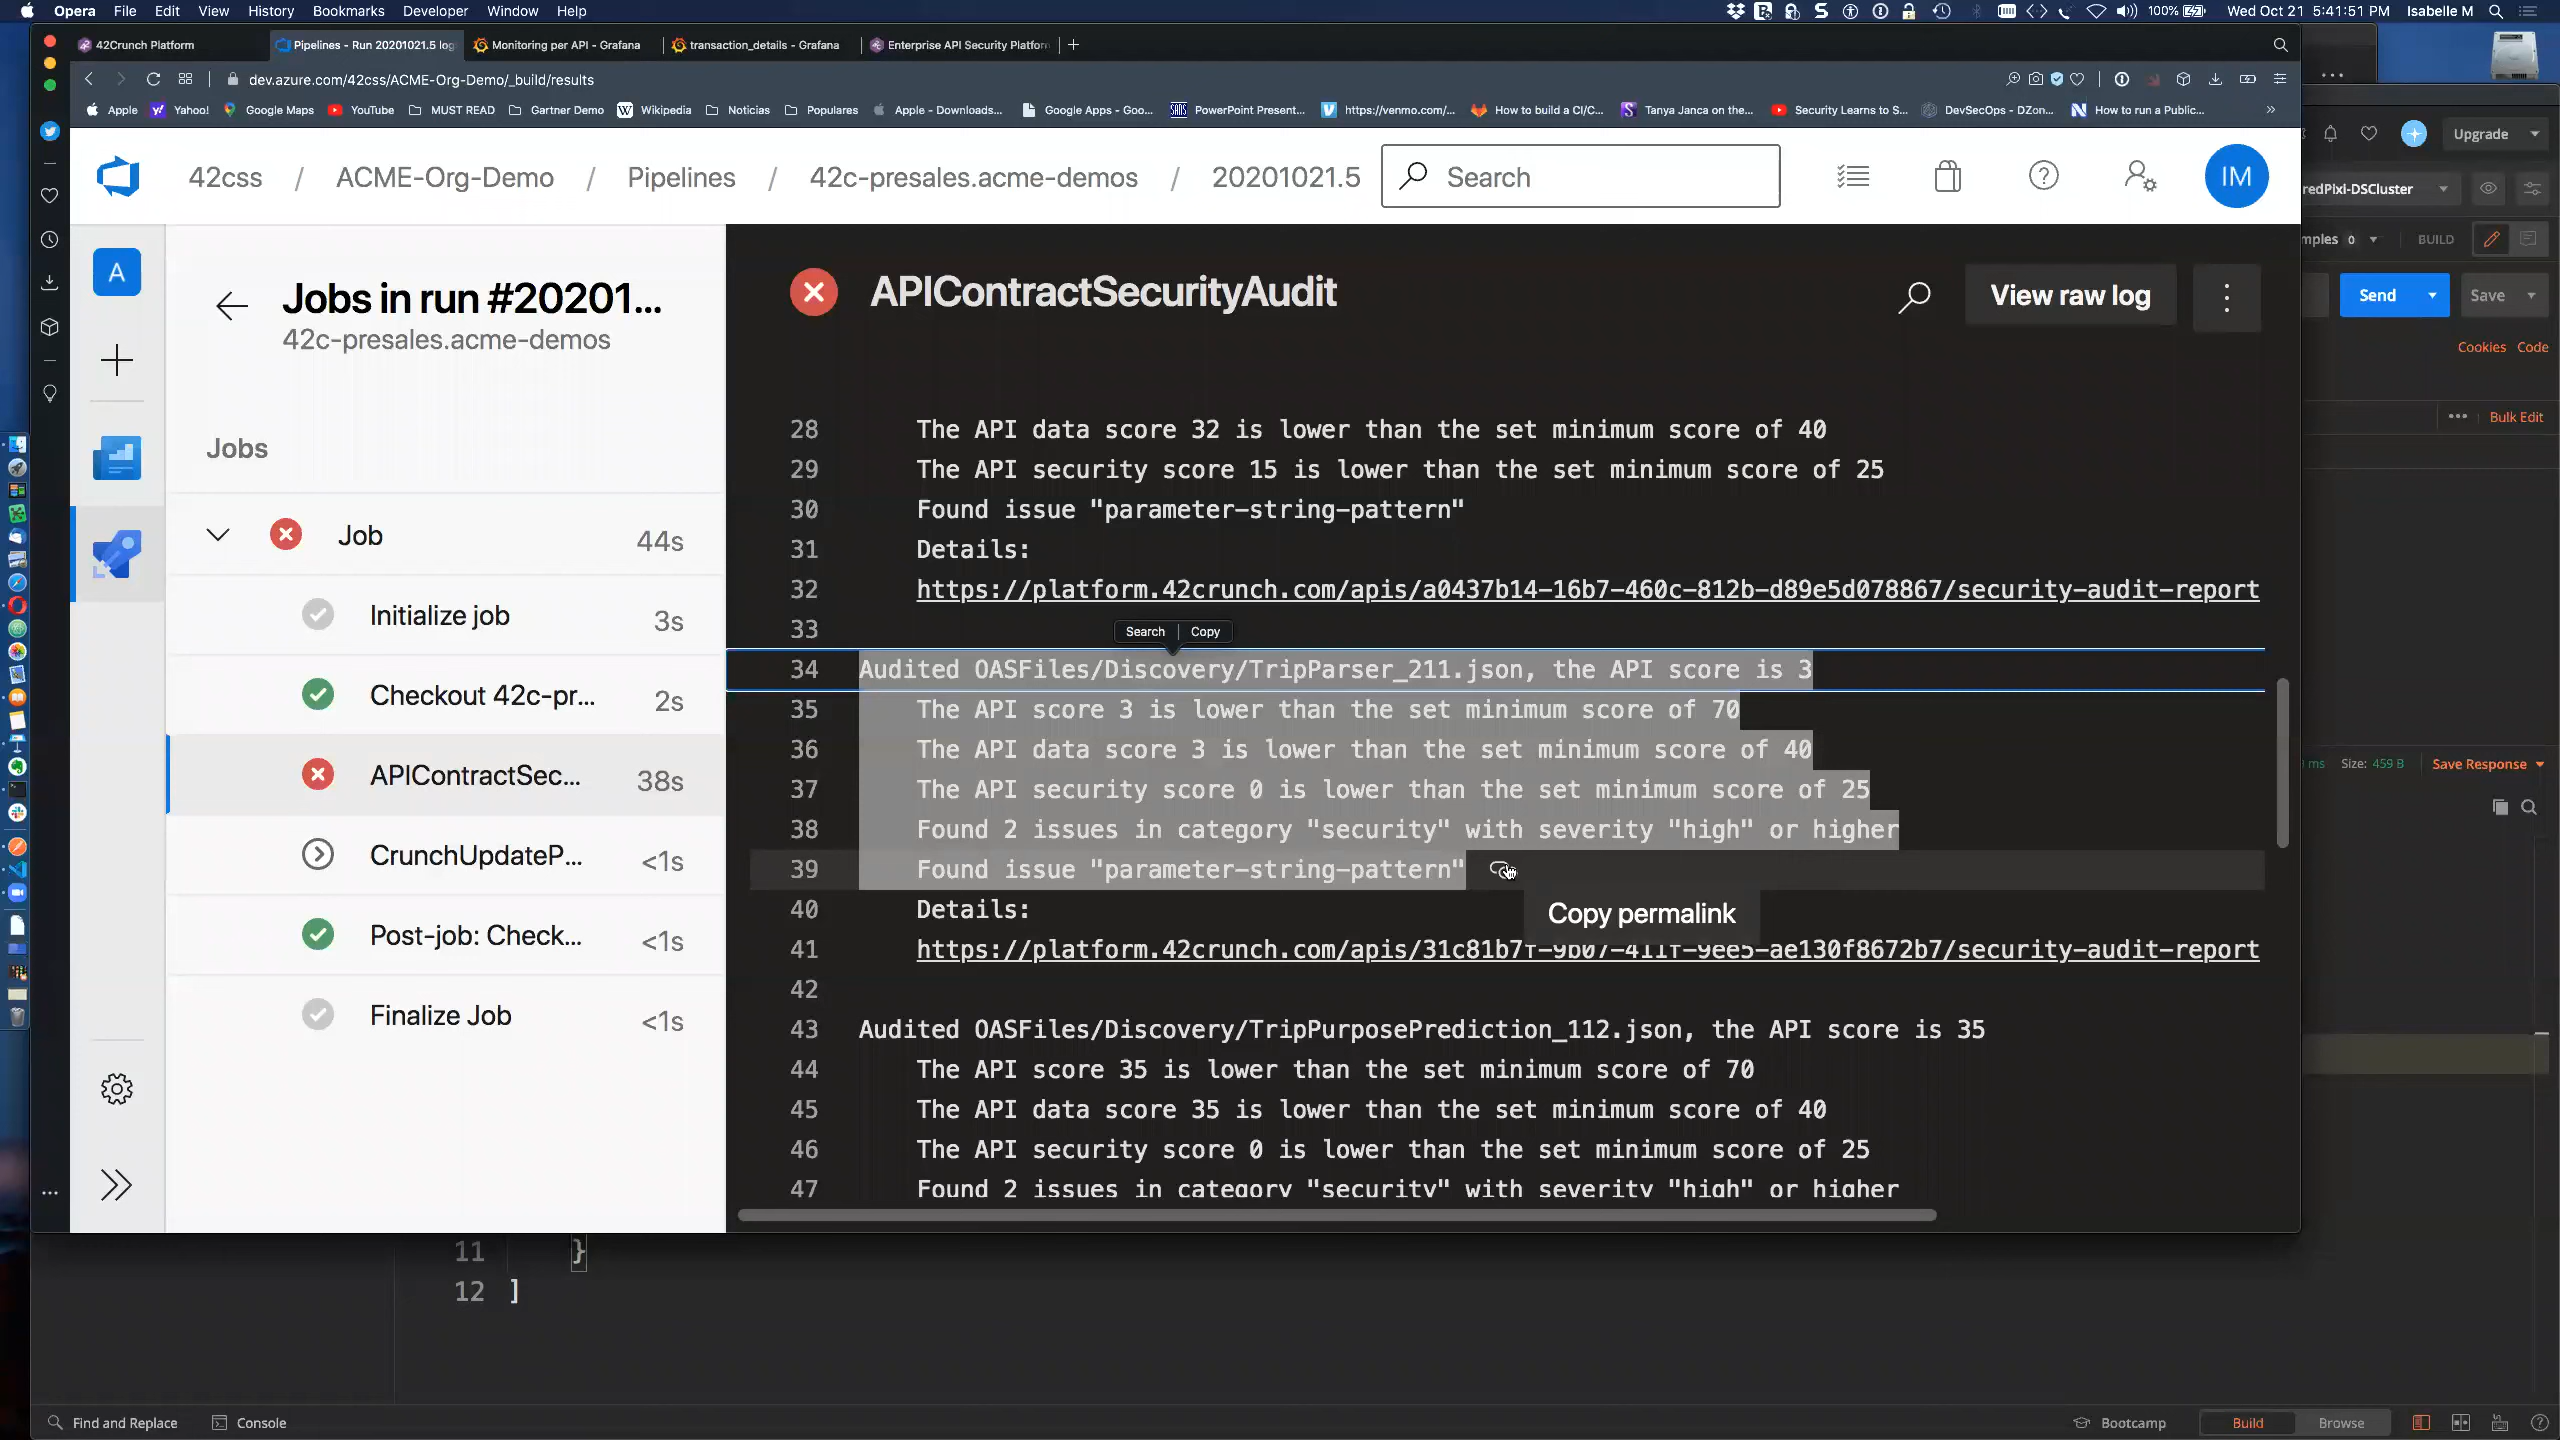 Opera File Edit View History Bookmarks Developer Window Help
100% Wed Oct 21 5:41:51 PM Isabelle M
42Crunch Platform
Pipelines - Run 20201021.5 log
Monitoring per API - Grafana
transaction_details - Grafana
Enterprise API Security Platfor
dev.azure.com/42css/ACME-Org-Demo/_build/results
Apple Yahoo! Google Maps YouTube MUST READ Gartner Demo Wikipedia Noticias Populares Apple - Downloads... Google Apps - Goo... PowerPoint Present... https://venmo.com/... How to build a CI/C... Tanya Janca on the... Security Learns to S... DevSecOps - DZon... How to run a Public...
Upgrade
42css / ACME-Org-Demo / Pipelines / 42c-presales.acme-demos / 20201021.5
Search
IM
redPixi-DSCluster
mples 0 BUILD
Send Save
Cookies Code
Bulk Edit
ms Size: 459 B Save Response
A
Jobs in run #20201...
42c-presales.acme-demos
Jobs
Job 44s
Initialize job 3s
Checkout 42c-pr... 2s
APIContractSec... 38s
CrunchUpdateP... <1s
Post-job: Check... <1s
Finalize Job <1s
APIContractSecurityAudit
View raw log
28 The API data score 32 is lower than the set minimum score of 40
29 The API security score 15 is lower than the set minimum score of 25
30 Found issue "parameter-string-pattern"
31 Details:
32 https://platform.42crunch.com/apis/a0437b14-16b7-460c-812b-d89e5d078867/security-audit-report
33
Search Copy
34 Audited OASFiles/Discovery/TripParser_211.json, the API score is 3
35 The API score 3 is lower than the set minimum score of 70
36 The API data score 3 is lower than the set minimum score of 40
37 The API security score 0 is lower than the set minimum score of 25
38 Found 2 issues in category "security" with severity "high" or higher
39 Found issue "parameter-string-pattern"
40 Details:
Copy permalink
41 https://platform.42crunch.com/apis/31c81b7f-9b07-411f-9ee5-ae130f8672b7/security-audit-report
42
43 Audited OASFiles/Discovery/TripPurposePrediction_112.json, the API score is 35
44 The API score 35 is lower than the set minimum score of 70
45 The API data score 35 is lower than the set minimum score of 40
46 The API security score 0 is lower than the set minimum score of 25
47 Found 2 issues in category "security" with severity "high" or higher
11 }
12 ]
Find and Replace Console
Bootcamp Build Browse